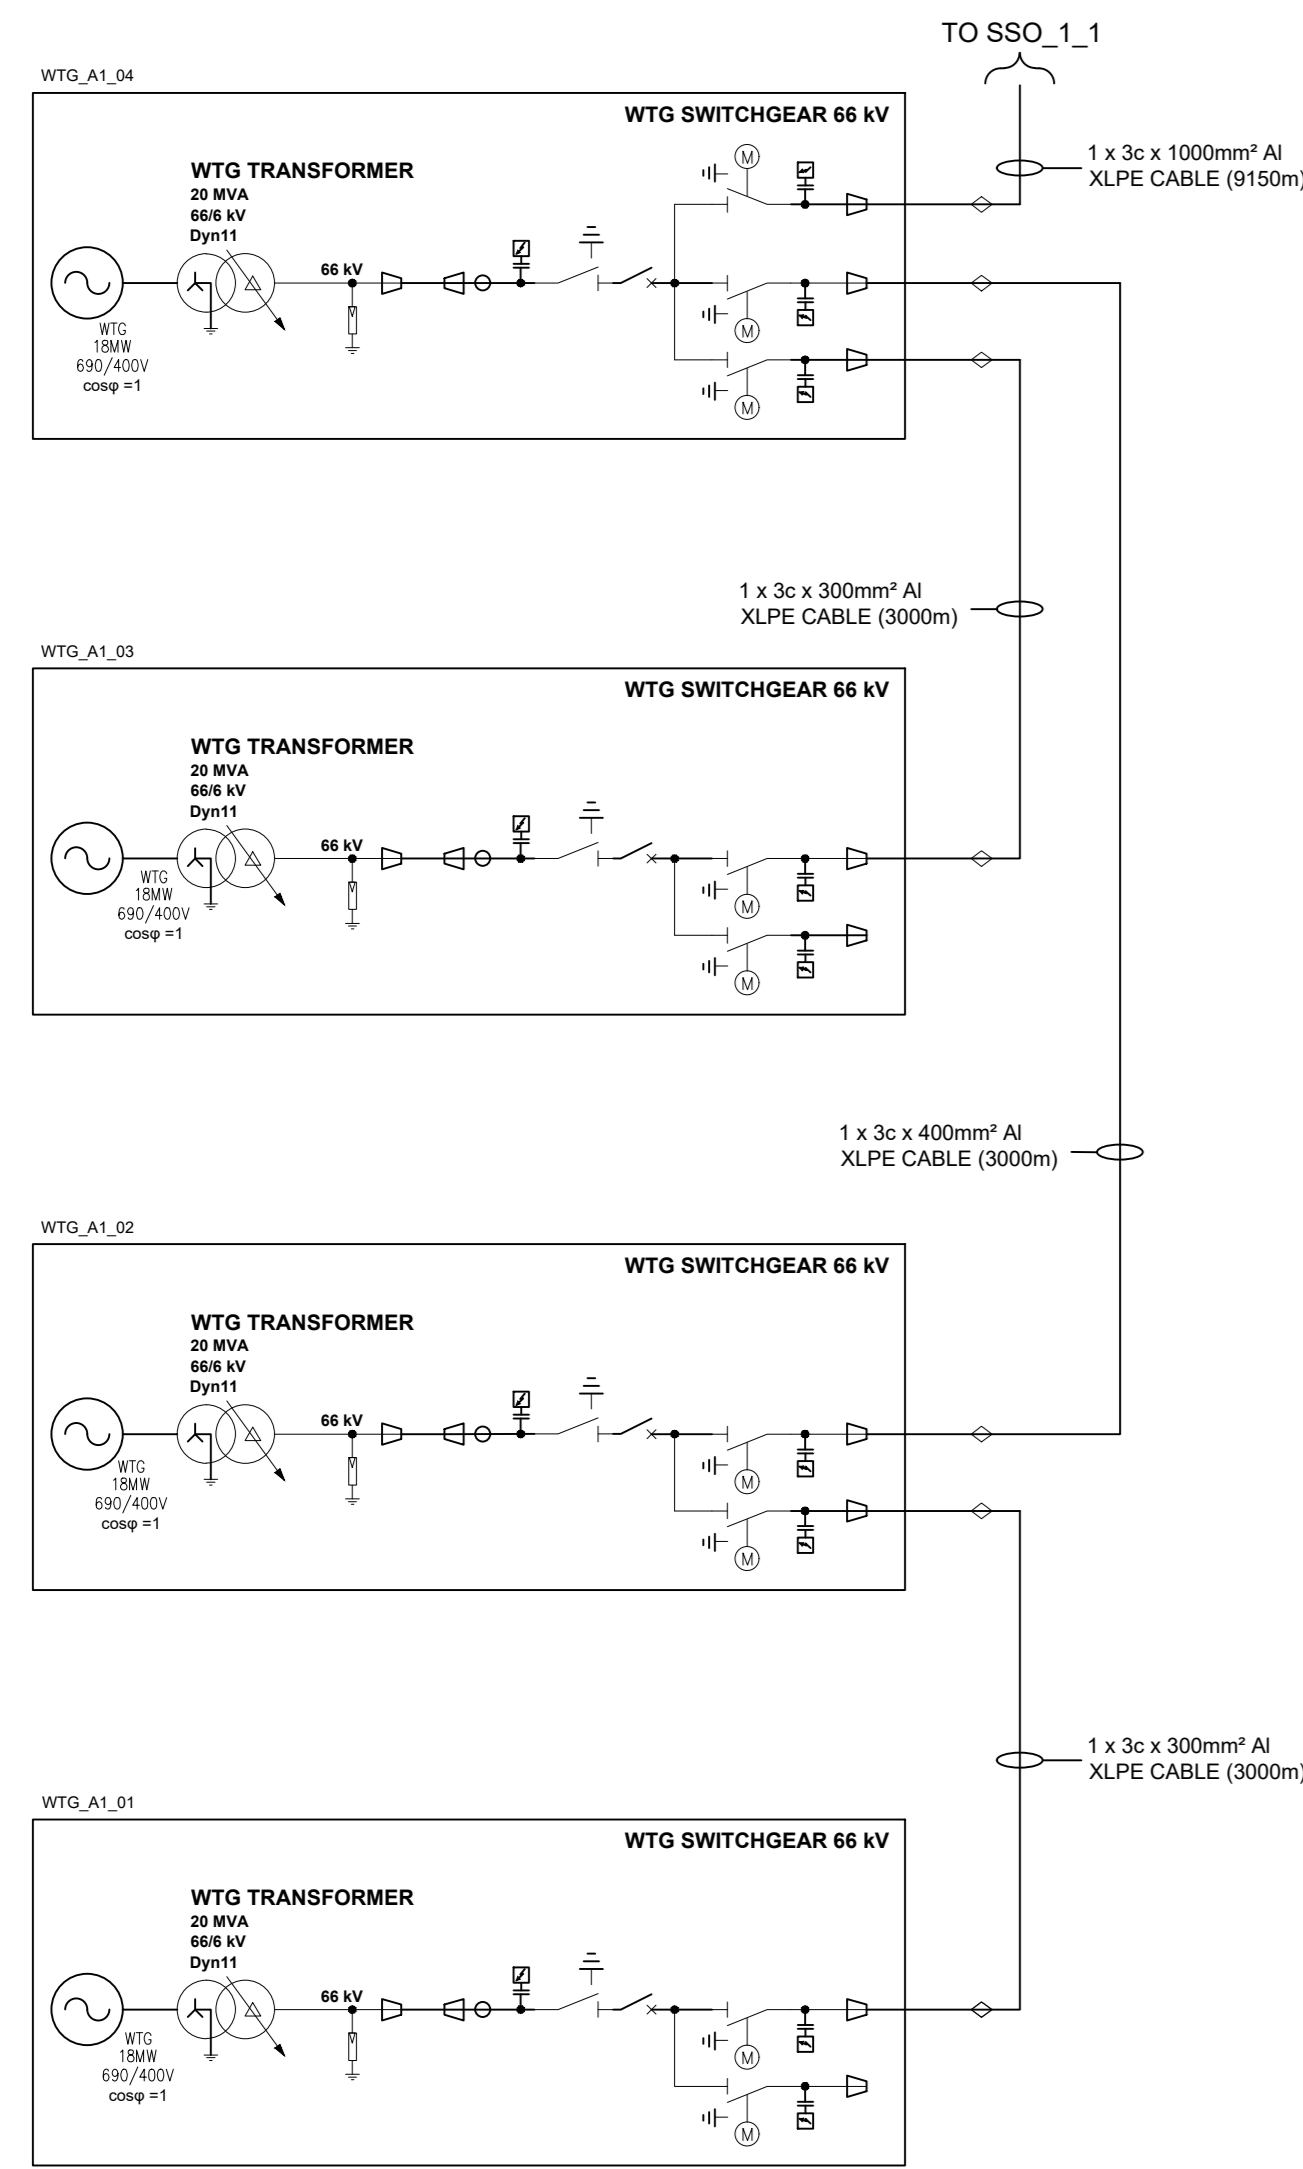 TO SSO_1_1
WTG_A1_04
WTG SWITCHGEAR 66 kV
1 x 3c x 1000mm² Al
XLPE CABLE (9150m)
WTG TRANSFORMER
20 MVA
66/6 kV
Dyn11
M
66 kV
WTG
18MW
690/400V
cosφ =1
M
M
1 x 3c x 300mm² Al
XLPE CABLE (3000m)
WTG_A1_03
WTG SWITCHGEAR 66 kV
WTG TRANSFORMER
20 MVA
66/6 kV
Dyn11
66 kV
WTG
18MW
690/400V
cosφ =1
M
M
1 x 3c x 400mm² Al
XLPE CABLE (3000m)
WTG_A1_02
WTG SWITCHGEAR 66 kV
WTG TRANSFORMER
20 MVA
66/6 kV
Dyn11
66 kV
WTG
18MW
690/400V
cosφ =1
M
M
1 x 3c x 300mm² Al
XLPE CABLE (3000m)
WTG_A1_01
WTG SWITCHGEAR 66 kV
WTG TRANSFORMER
20 MVA
66/6 kV
Dyn11
66 kV
WTG
18MW
690/400V
cosφ =1
M
M